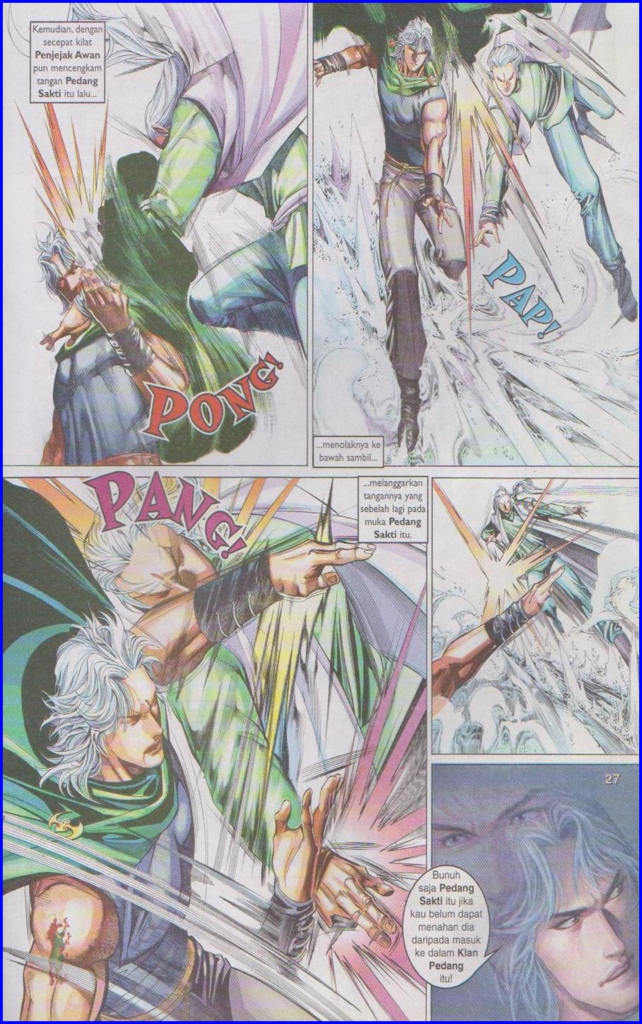 Kemudian, dengan
secepat kilat
Penjejak Awan
pun mencengkam
tangan Pedang
Sakti itu lalu...
PONG!
PAP!
...menolaknya ke
bawah sambil...
PANG!
...melanggarkan
tangannya yang
sebelah lagi pada
muka Pedang
Sakti itu.
27
Bunuh
saja Pedang
Sakti itu jika
kau belum dapat
menahan dia
daripada masuk
ke dalam Klan
Pedang
itu!